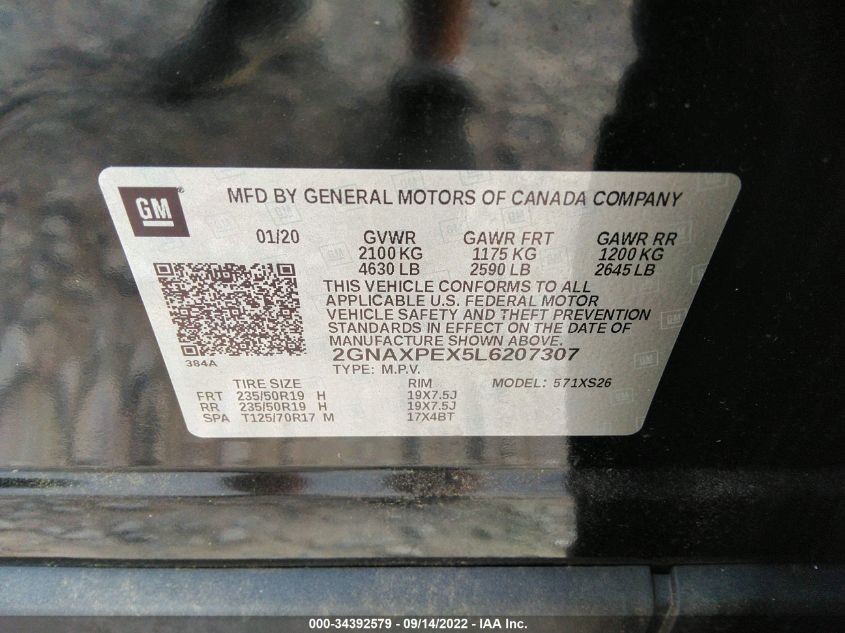 GM
MFD BY GENERAL MOTORS OF CANADA COMPANY
01/20 GVWR GAWR FRT GAWR RR
2100 KG 1175 KG 1200 KG
4630 LB 2590 LB 2645 LB
THIS VEHICLE CONFORMS TO ALL
APPLICABLE U.S. FEDERAL MOTOR
VEHICLE SAFETY AND THEFT PREVENTION
STANDARDS IN EFFECT ON THE DATE OF
MANUFACTURE SHOWN ABOVE.
384A
2GNAXPEX5L6207307
TYPE: M.P.V.
TIRE SIZE RIM MODEL: 571XS26
FRT 235/50R19 H 19X7.5J
RR 235/50R19 H 19X7.5J
SPA T125/70R17 M 17X4BT
000-34392579 - 09/14/2022 - IAA Inc.